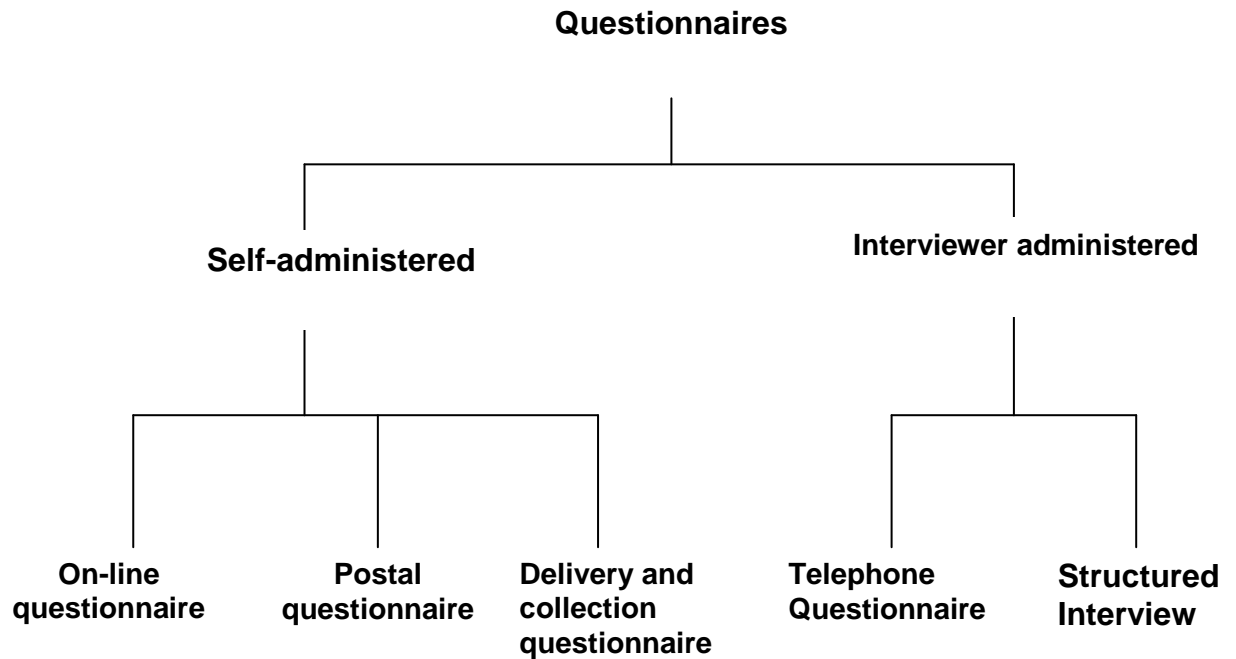 Questionnaires
Self-administered
Interviewer administered
On-line
questionnaire
Postal
questionnaire
Delivery and
collection
questionnaire
Telephone
Questionnaire
Structured
Interview